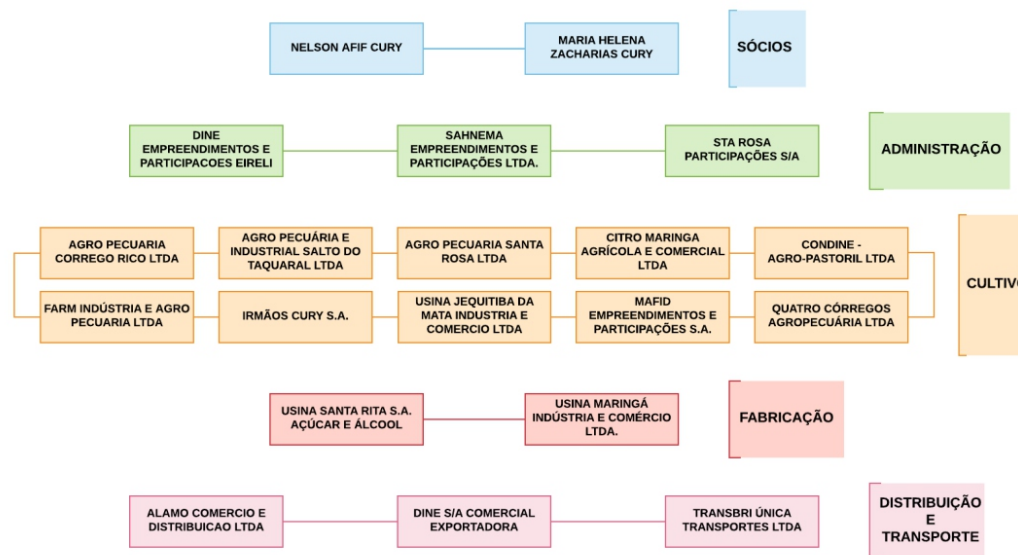 NELSON AFIF CURY
MARIA HELENA
ZACHARIAS CURY
SÓCIOS
DINE
EMPREENDIMENTOS E
PARTICIPACOES EIRELI
SAHNEMA
EMPREENDIMENTOS E
PARTICIPAÇÕES LTDA.
STA ROSA
PARTICIPAÇÕES S/A
ADMINISTRAÇÃO
AGRO PECUARIA
CORREGO RICO LTDA
AGRO PECUÁRIA E
INDUSTRIAL SALTO DO
TAQUARAL LTDA
AGRO PECUARIA SANTA
ROSA LTDA
CITRO MARINGA
AGRÍCOLA E COMERCIAL
LTDA
CONDINE -
AGRO-PASTORIL LTDA
FARM INDÚSTRIA E AGRO
PECUARIA LTDA
IRMÃOS CURY S.A.
USINA JEQUITIBA DA
MATA INDUSTRIA E
COMERCIO LTDA
MAFID
EMPREENDIMENTOS E
PARTICIPAÇÕES S.A.
QUATRO CÓRREGOS
AGROPECUÁRIA LTDA
CULTIVO
USINA SANTA RITA S.A.
AÇÚCAR E ÁLCOOL
USINA MARINGÁ
INDÚSTRIA E COMÉRCIO
LTDA.
FABRICAÇÃO
ALAMO COMERCIO E
DISTRIBUICAO LTDA
DINE S/A COMERCIAL
EXPORTADORA
TRANSBRI ÚNICA
TRANSPORTES LTDA
DISTRIBUIÇÃO
E
TRANSPORTE